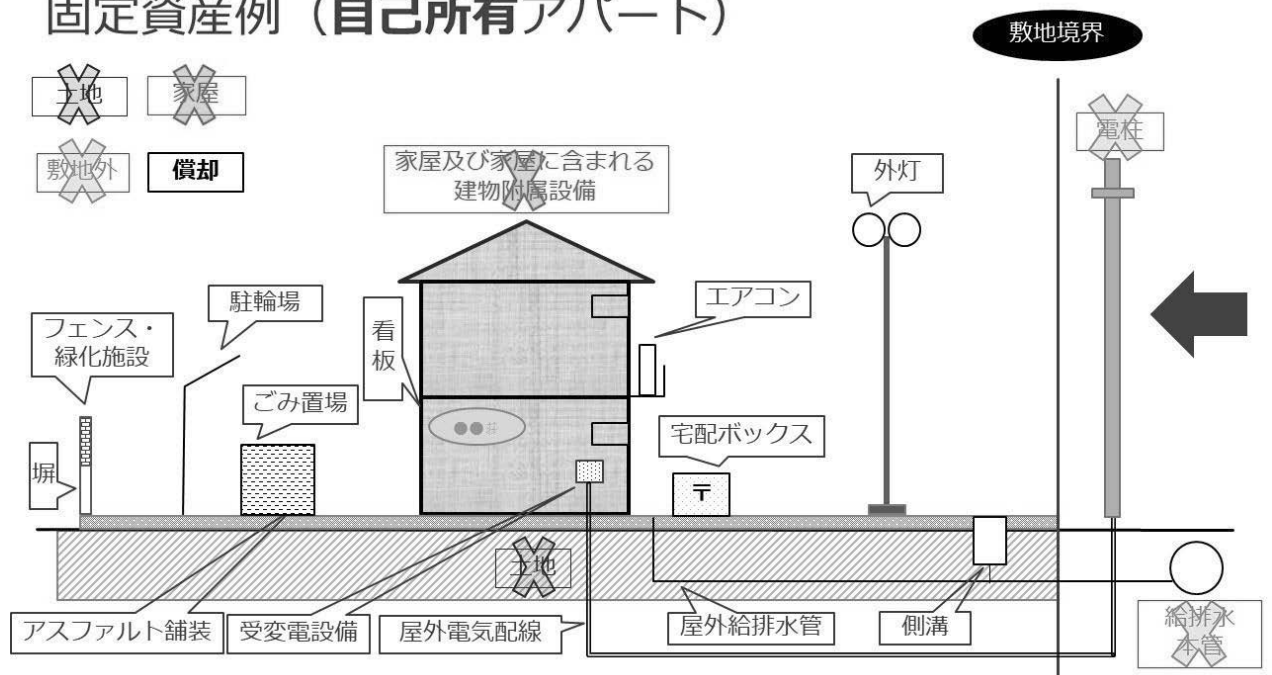 固定資産例（自己所有アパート）
敷地境界
土地
家屋
電柱
敷地外
償却
家屋及び家屋に含まれる
建物附属設備
外灯
駐輪場
エアコン
フェンス・
緑化施設
看
板
ごみ置場
●●荘
宅配ボックス
塀
〒
土地
アスファルト舗装
受変電設備
屋外電気配線
屋外給排水管
側溝
給排水
本管